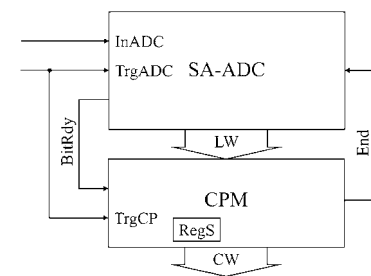 InADC
TrgADC SA-ADC
BitRdy
LW
End
CPM
TrgCP
RegS
CW